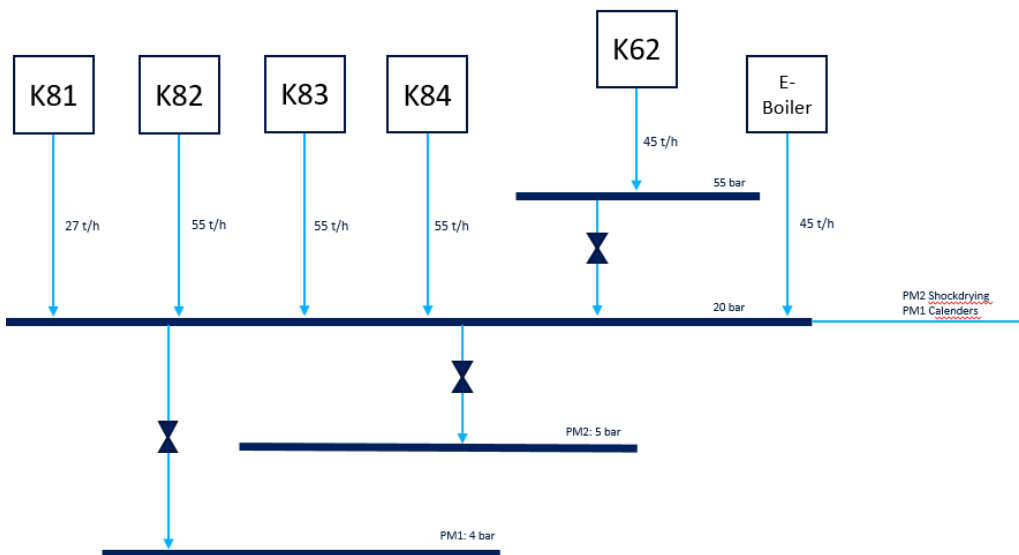 K81
K82
K83
K84
K62
E-
Boiler
45 t/h
55 bar
27 t/h
55 t/h
55 t/h
55 t/h
45 t/h
20 bar
PM2 Shockdrying
PM1 Calenders
PM2: 5 bar
PM1: 4 bar